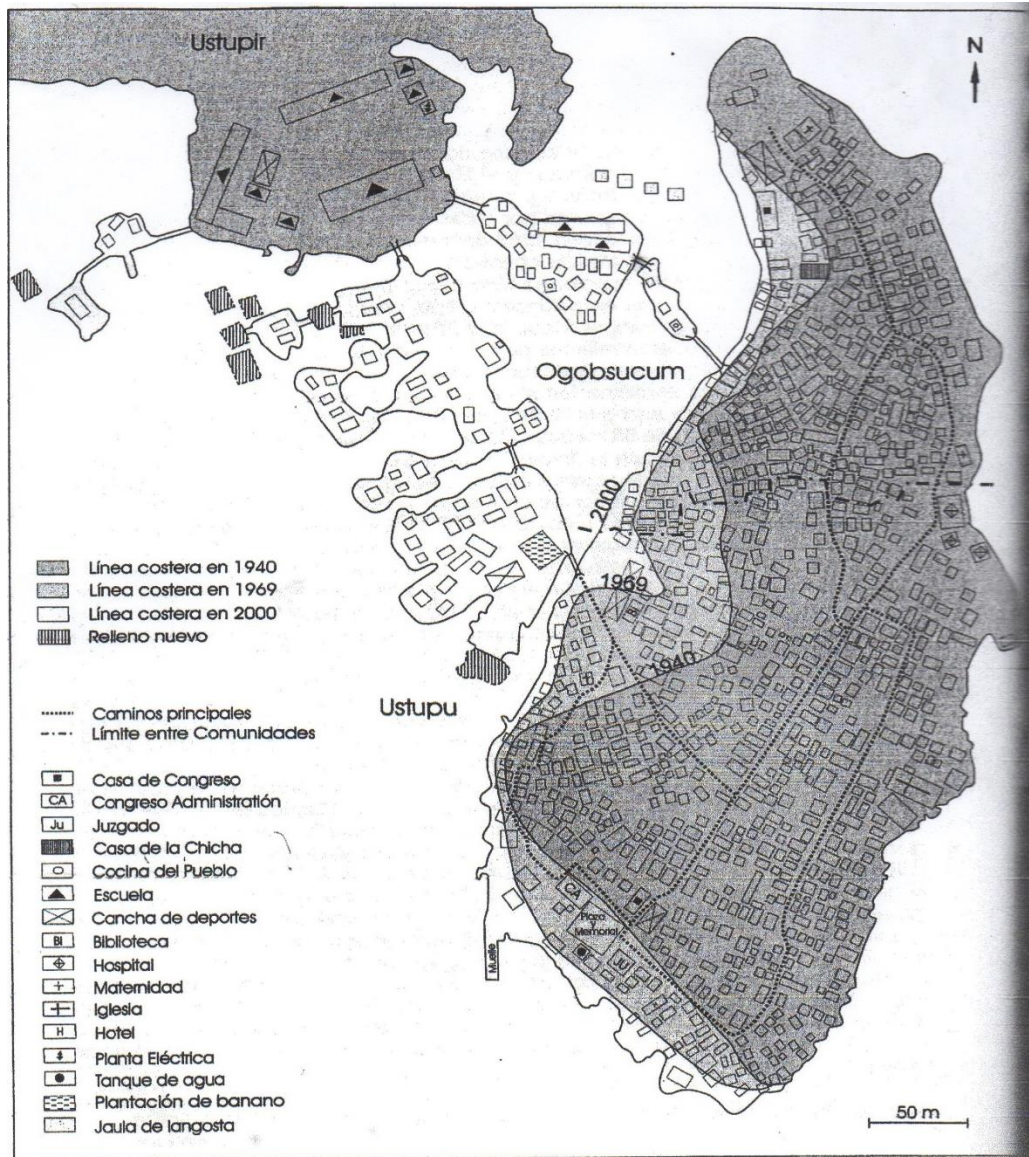 Ustupir
N
Ogobsucum
2000
1969
1940
Ustupu
Línea costera en 1940
Línea costera en 1969
Línea costera en 2000
Relleno nuevo
Caminos principales
Límite entre Comunidades
Casa de Congreso
CA Congreso Administratión
Ju Juzgado
Casa de la Chicha
Cocina del Pueblo
Escuela
Cancha de deportes
BI Biblioteca
Hospital
Maternidad
Iglesia
H Hotel
Planta Eléctrica
Tanque de agua
Plantación de banano
Jaula de langosta
CA
Plaza y
Memorial
JU
BI
Muelle
50 m